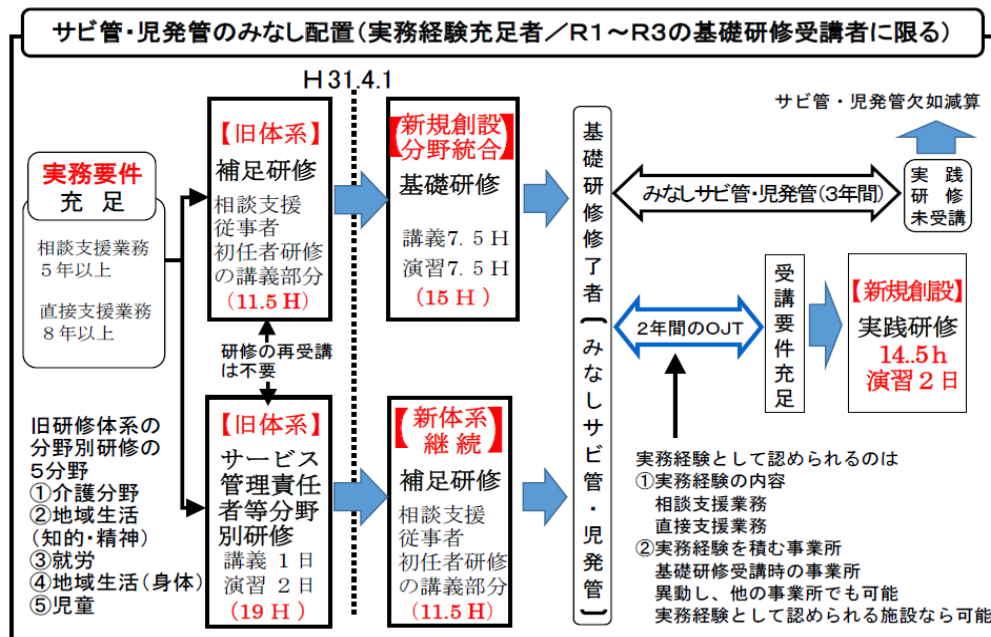 サビ管・児発管のみなし配置(実務経験充足者/R1～R3の基礎研修受講者に限る)
H31.4.1
実務要件
充 足
相談支援業務
5年以上
直接支援業務
8年以上
【旧体系】
補足研修
相談支援
従事者
初任者研修
の講義部分
(11.5H)
研修の再受講
は不要
【新規創設
分野統合】
基礎研修
講義7.5H
演習7.5H
(15H)
旧研修体系の
分野別研修の
5分野
①介護分野
②地域生活
(知的・精神)
③就労
④地域生活(身体)
⑤児童
【旧体系】
サービス
管理責任
者等分野
別研修
講義 1日
演習 2日
(19H)
【新体系
継続】
補足研修
相談支援
従事者
初任者研修
の講義部分
(11.5H)
基礎研修修了者(みなしサビ管・児発管)
サビ管・児発管欠如減算
みなしサビ管・児発管(3年間)
実践
研修
未受講
2年間のOJT
受講要件充足
【新規創設】
実践研修
14..5h
演習2日
実務経験として認められるのは
①実務経験の内容
相談支援業務
直接支援業務
②実務経験を積む事業所
基礎研修受講時の事業所
異動し、他の事業所でも可能
実務経験として認められる施設なら可能